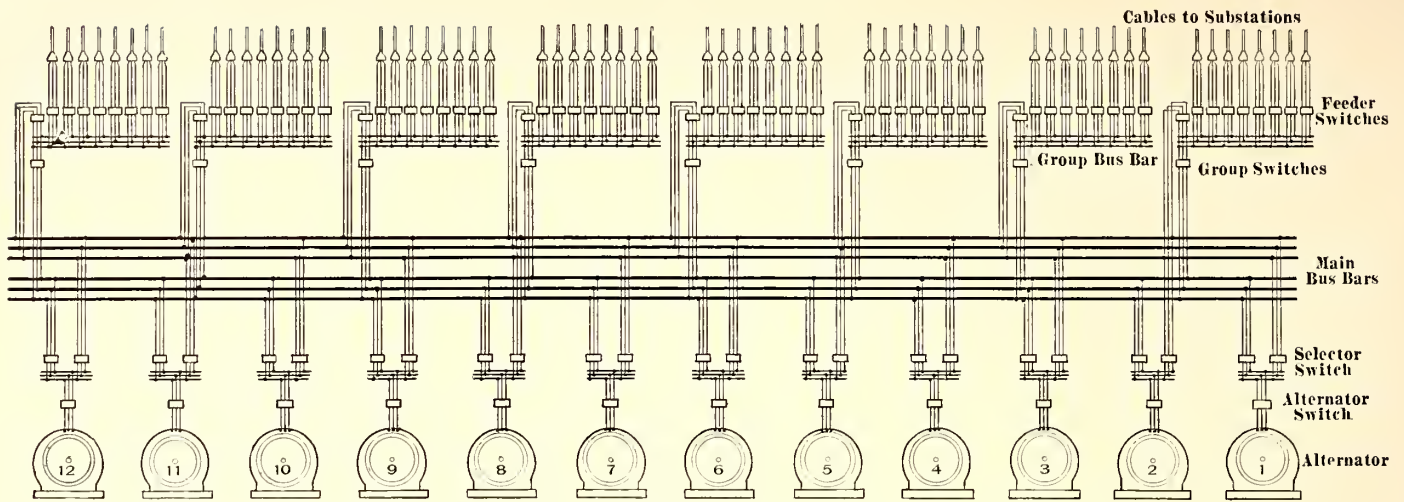 Cables to Substations
Feeder
Switches
Group Bus Bar
Group Switches
Main
Bus Bars
Selector
Switch
Alternator
Switch
12 11 10 9 8 7 6 5 4 3 2 1 Alternator